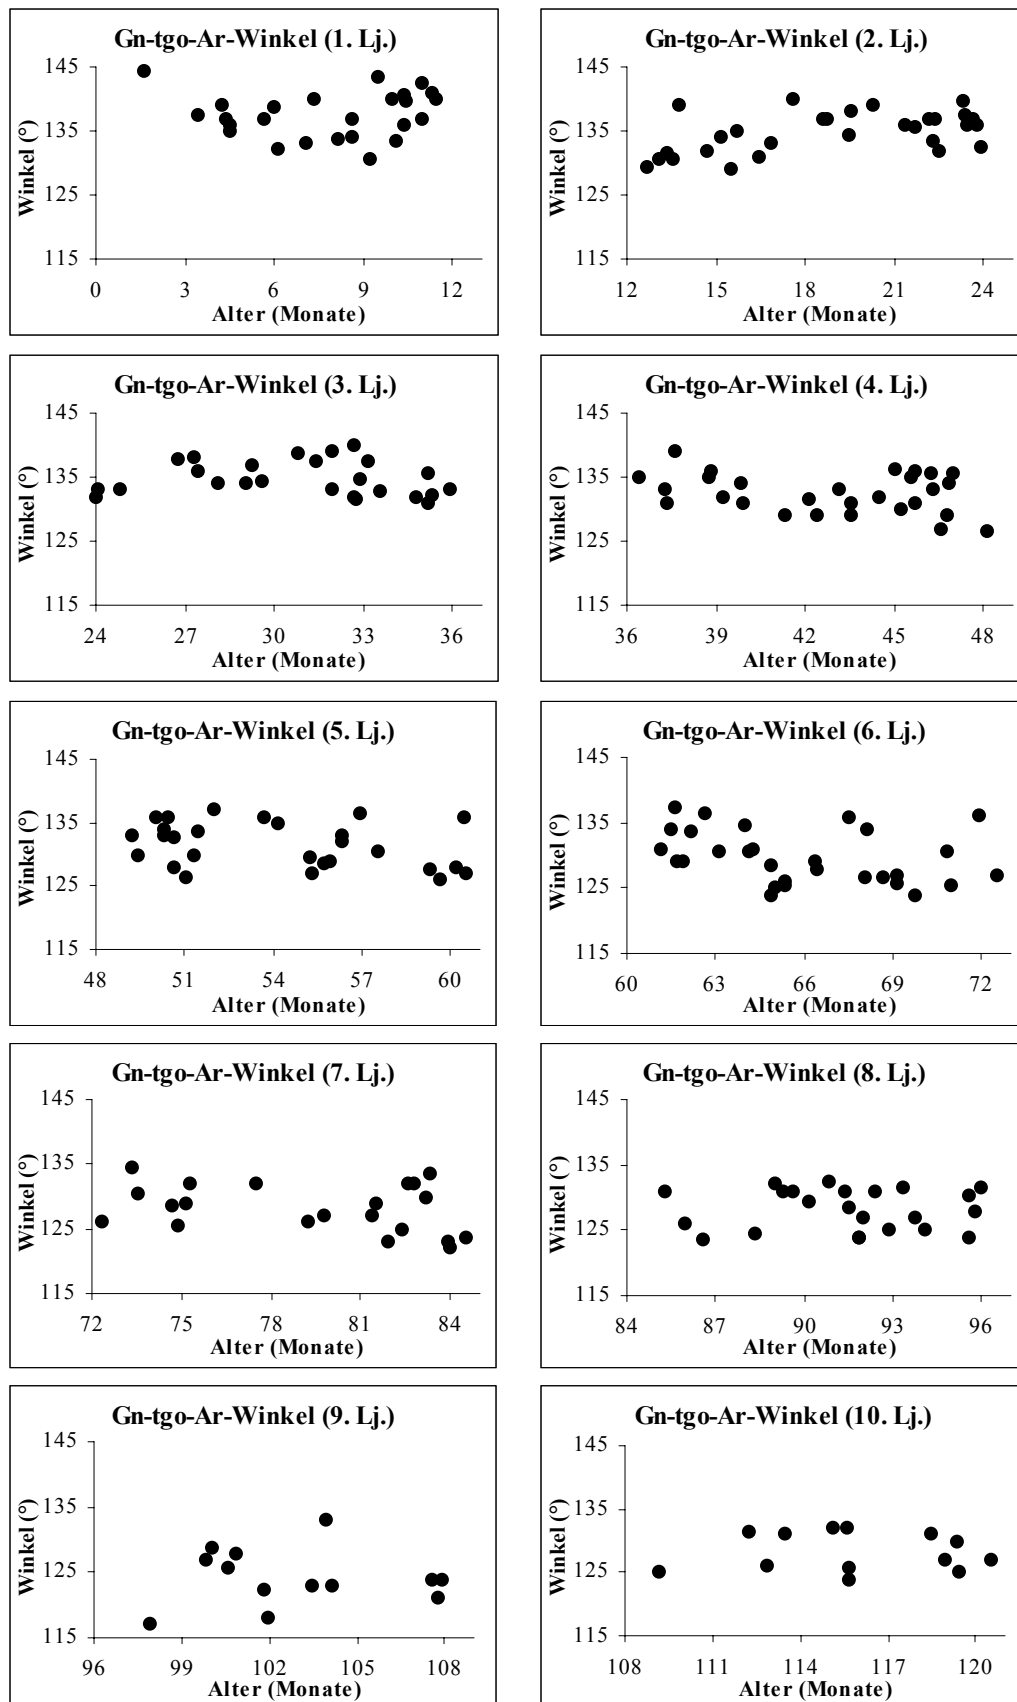 Gn-tgo-Ar-Winkel (1. Lj.)
145
135
125
115
Winkel (°)
0 3 6 9 12
Alter (Monate)
Gn-tgo-Ar-Winkel (2. Lj.)
145
135
125
115
Winkel (°)
12 15 18 21 24
Alter (Monate)
Gn-tgo-Ar-Winkel (3. Lj.)
145
135
125
115
Winkel (°)
24 27 30 33 36
Alter (Monate)
Gn-tgo-Ar-Winkel (4. Lj.)
145
135
125
115
Winkel (°)
36 39 42 45 48
Alter (Monate)
Gn-tgo-Ar-Winkel (5. Lj.)
145
135
125
115
Winkel (°)
48 51 54 57 60
Alter (Monate)
Gn-tgo-Ar-Winkel (6. Lj.)
145
135
125
115
Winkel (°)
60 63 66 69 72
Alter (Monate)
Gn-tgo-Ar-Winkel (7. Lj.)
145
135
125
115
Winkel (°)
72 75 78 81 84
Alter (Monate)
Gn-tgo-Ar-Winkel (8. Lj.)
145
135
125
115
Winkel (°)
84 87 90 93 96
Alter (Monate)
Gn-tgo-Ar-Winkel (9. Lj.)
145
135
125
115
Winkel (°)
96 99 102 105 108
Alter (Monate)
Gn-tgo-Ar-Winkel (10. Lj.)
145
135
125
115
Winkel (°)
108 111 114 117 120
Alter (Monate)